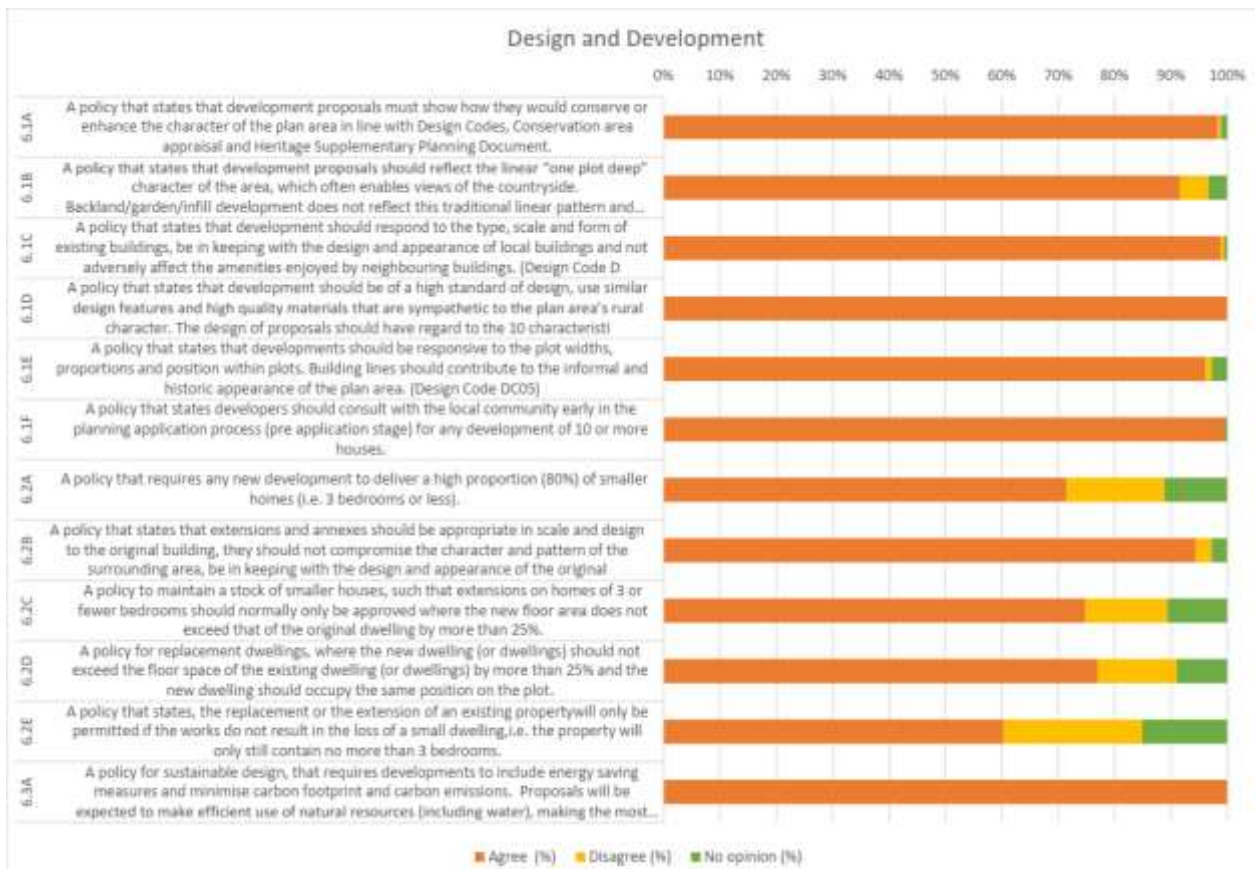 Design and Development
0% 10% 20% 30% 40% 50% 60% 70% 80% 90% 100%
6.1A
A policy that states that development proposals must show how they would conserve or
enhance the character of the plan area in line with Design Codes, Conservation area
appraisal and Heritage Supplementary Planning Document.
6.1B
A policy that states that development proposals should reflect the linear "one plot deep"
character of the area, which often enables views of the countryside.
Backland/garden/infill development does not reflect this traditional linear pattern and...
6.1C
A policy that states that development should respond to the type, scale and form of
existing buildings, be in keeping with the design and appearance of local buildings and not
adversely affect the amenities enjoyed by neighbouring buildings. (Design Code D
6.1D
A policy that states that development should be of a high standard of design, use similar
design features and high quality materials that are sympathetic to the plan area's rural
character. The design of proposals should have regard to the 10 characteristi
6.1E
A policy that states that developments should be responsive to the plot widths,
proportions and position within plots. Building lines should contribute to the informal and
historic appearance of the plan area. (Design Code DC05)
6.1F
A policy that states developers should consult with the local community early in the
planning application process (pre application stage) for any development of 10 or more
houses.
6.2A
A policy that requires any new development to deliver a high proportion (80%) of smaller
homes (i.e. 3 bedrooms or less).
6.2B
A policy that states that extensions and annexes should be appropriate in scale and design
to the original building, they should not compromise the character and pattern of the
surrounding area, be in keeping with the design and appearance of the original
6.2C
A policy to maintain a stock of smaller houses, such that extensions on homes of 3 or
fewer bedrooms should normally only be approved where the new floor area does not
exceed that of the original dwelling by more than 25%.
6.2D
A policy for replacement dwellings, where the new dwelling (or dwellings) should not
exceed the floor space of the existing dwelling (or dwellings) by more than 25% and the
new dwelling should occupy the same position on the plot.
6.2E
A policy that states, the replacement or the extension of an existing propertywill only be
permitted if the works do not result in the loss of a small dwelling,i.e. the property will
only still contain no more than 3 bedrooms.
6.3A
A policy for sustainable design, that requires developments to include energy saving
measures and minimise carbon footprint and carbon emissions. Proposals will be
expected to make efficient use of natural resources (including water), making the most...
Agree (%) Disagree (%) No opinion (%)